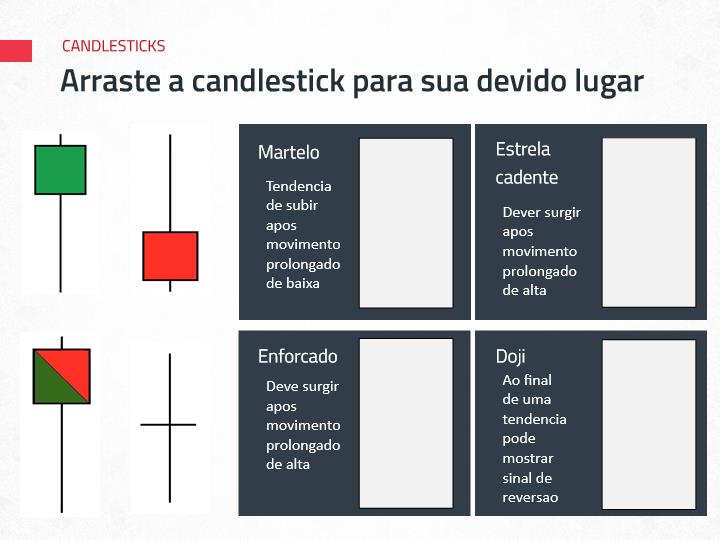 CANDLESTICKS
Arraste a candlestick para sua devido lugar
Martelo
Tendencia
de subir
apos
movimento
prolongado
de baixa
Estrela
cadente
Dever surgir
apos
movimento
prolongado
de alta
Enforcado
Deve surgir
apos
movimento
prolongado
de alta
Doji
Ao final
de uma
tendencia
pode
mostrar
sinal de
reversao